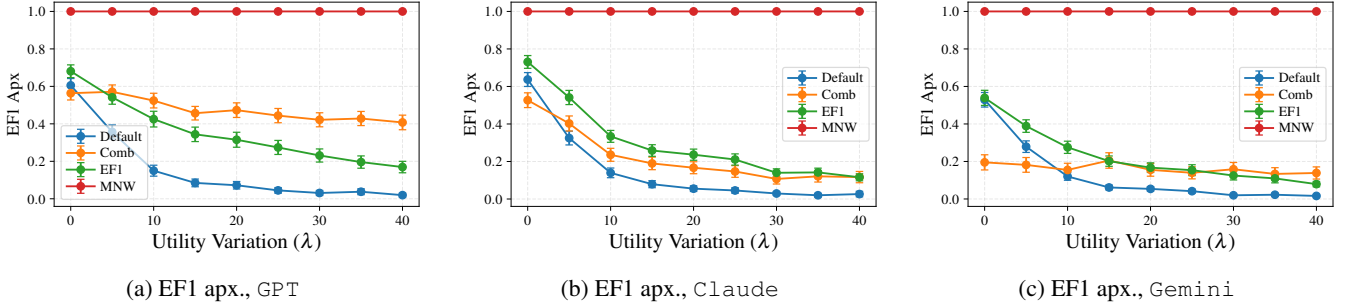 EF1 Apx
1.0
0.8
0.6
0.4
0.2
0.0
Default
Comb
EF1
MNW
0 10 20 30 40
Utility Variation (λ)
(a) EF1 apx., GPT
EF1 Apx
1.0
0.8
0.6
0.4
0.2
0.0
Default
Comb
EF1
MNW
0 10 20 30 40
Utility Variation (λ)
(b) EF1 apx., Claude
EF1 Apx
1.0
0.8
0.6
0.4
0.2
0.0
Default
Comb
EF1
MNW
0 10 20 30 40
Utility Variation (λ)
(c) EF1 apx., Gemini